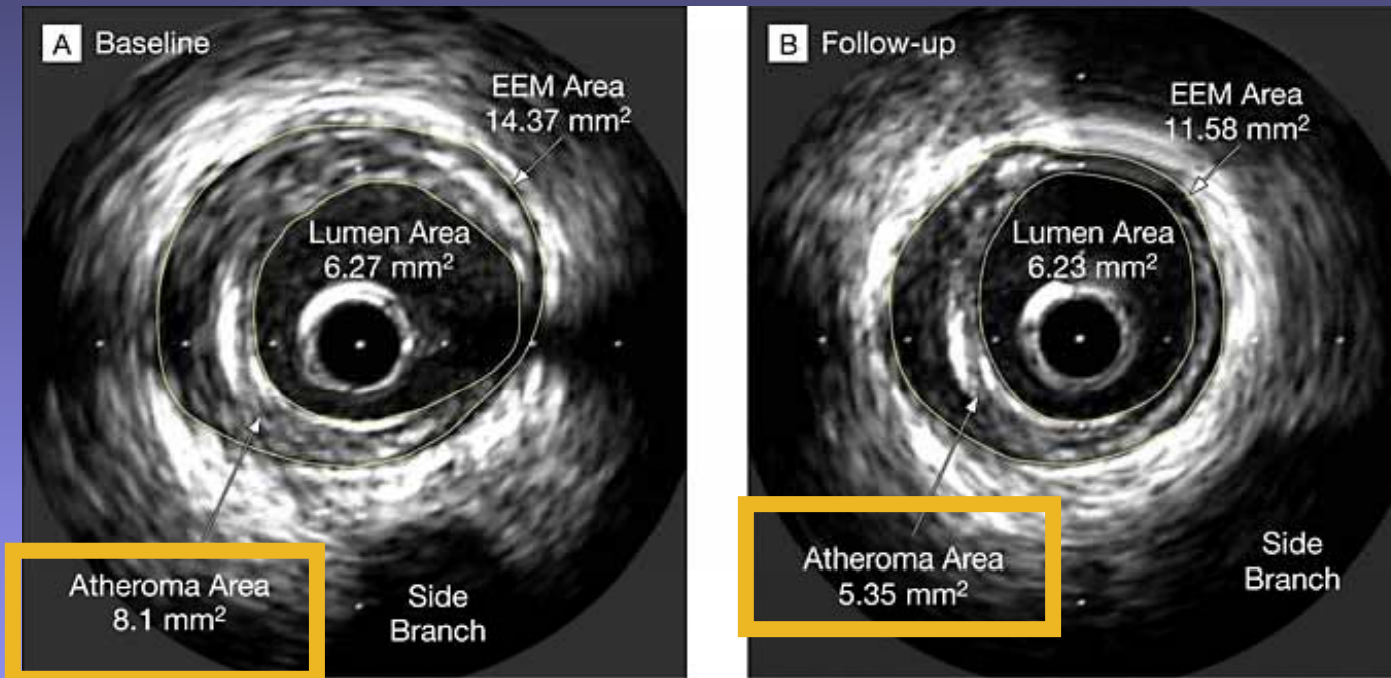 A Baseline
EEM Area
14.37 mm²
Lumen Area
6.27 mm²
Atheroma Area
8.1 mm²
Side
Branch
B Follow-up
EEM Area
11.58 mm²
Lumen Area
6.23 mm²
Atheroma Area
5.35 mm²
Side
Branch